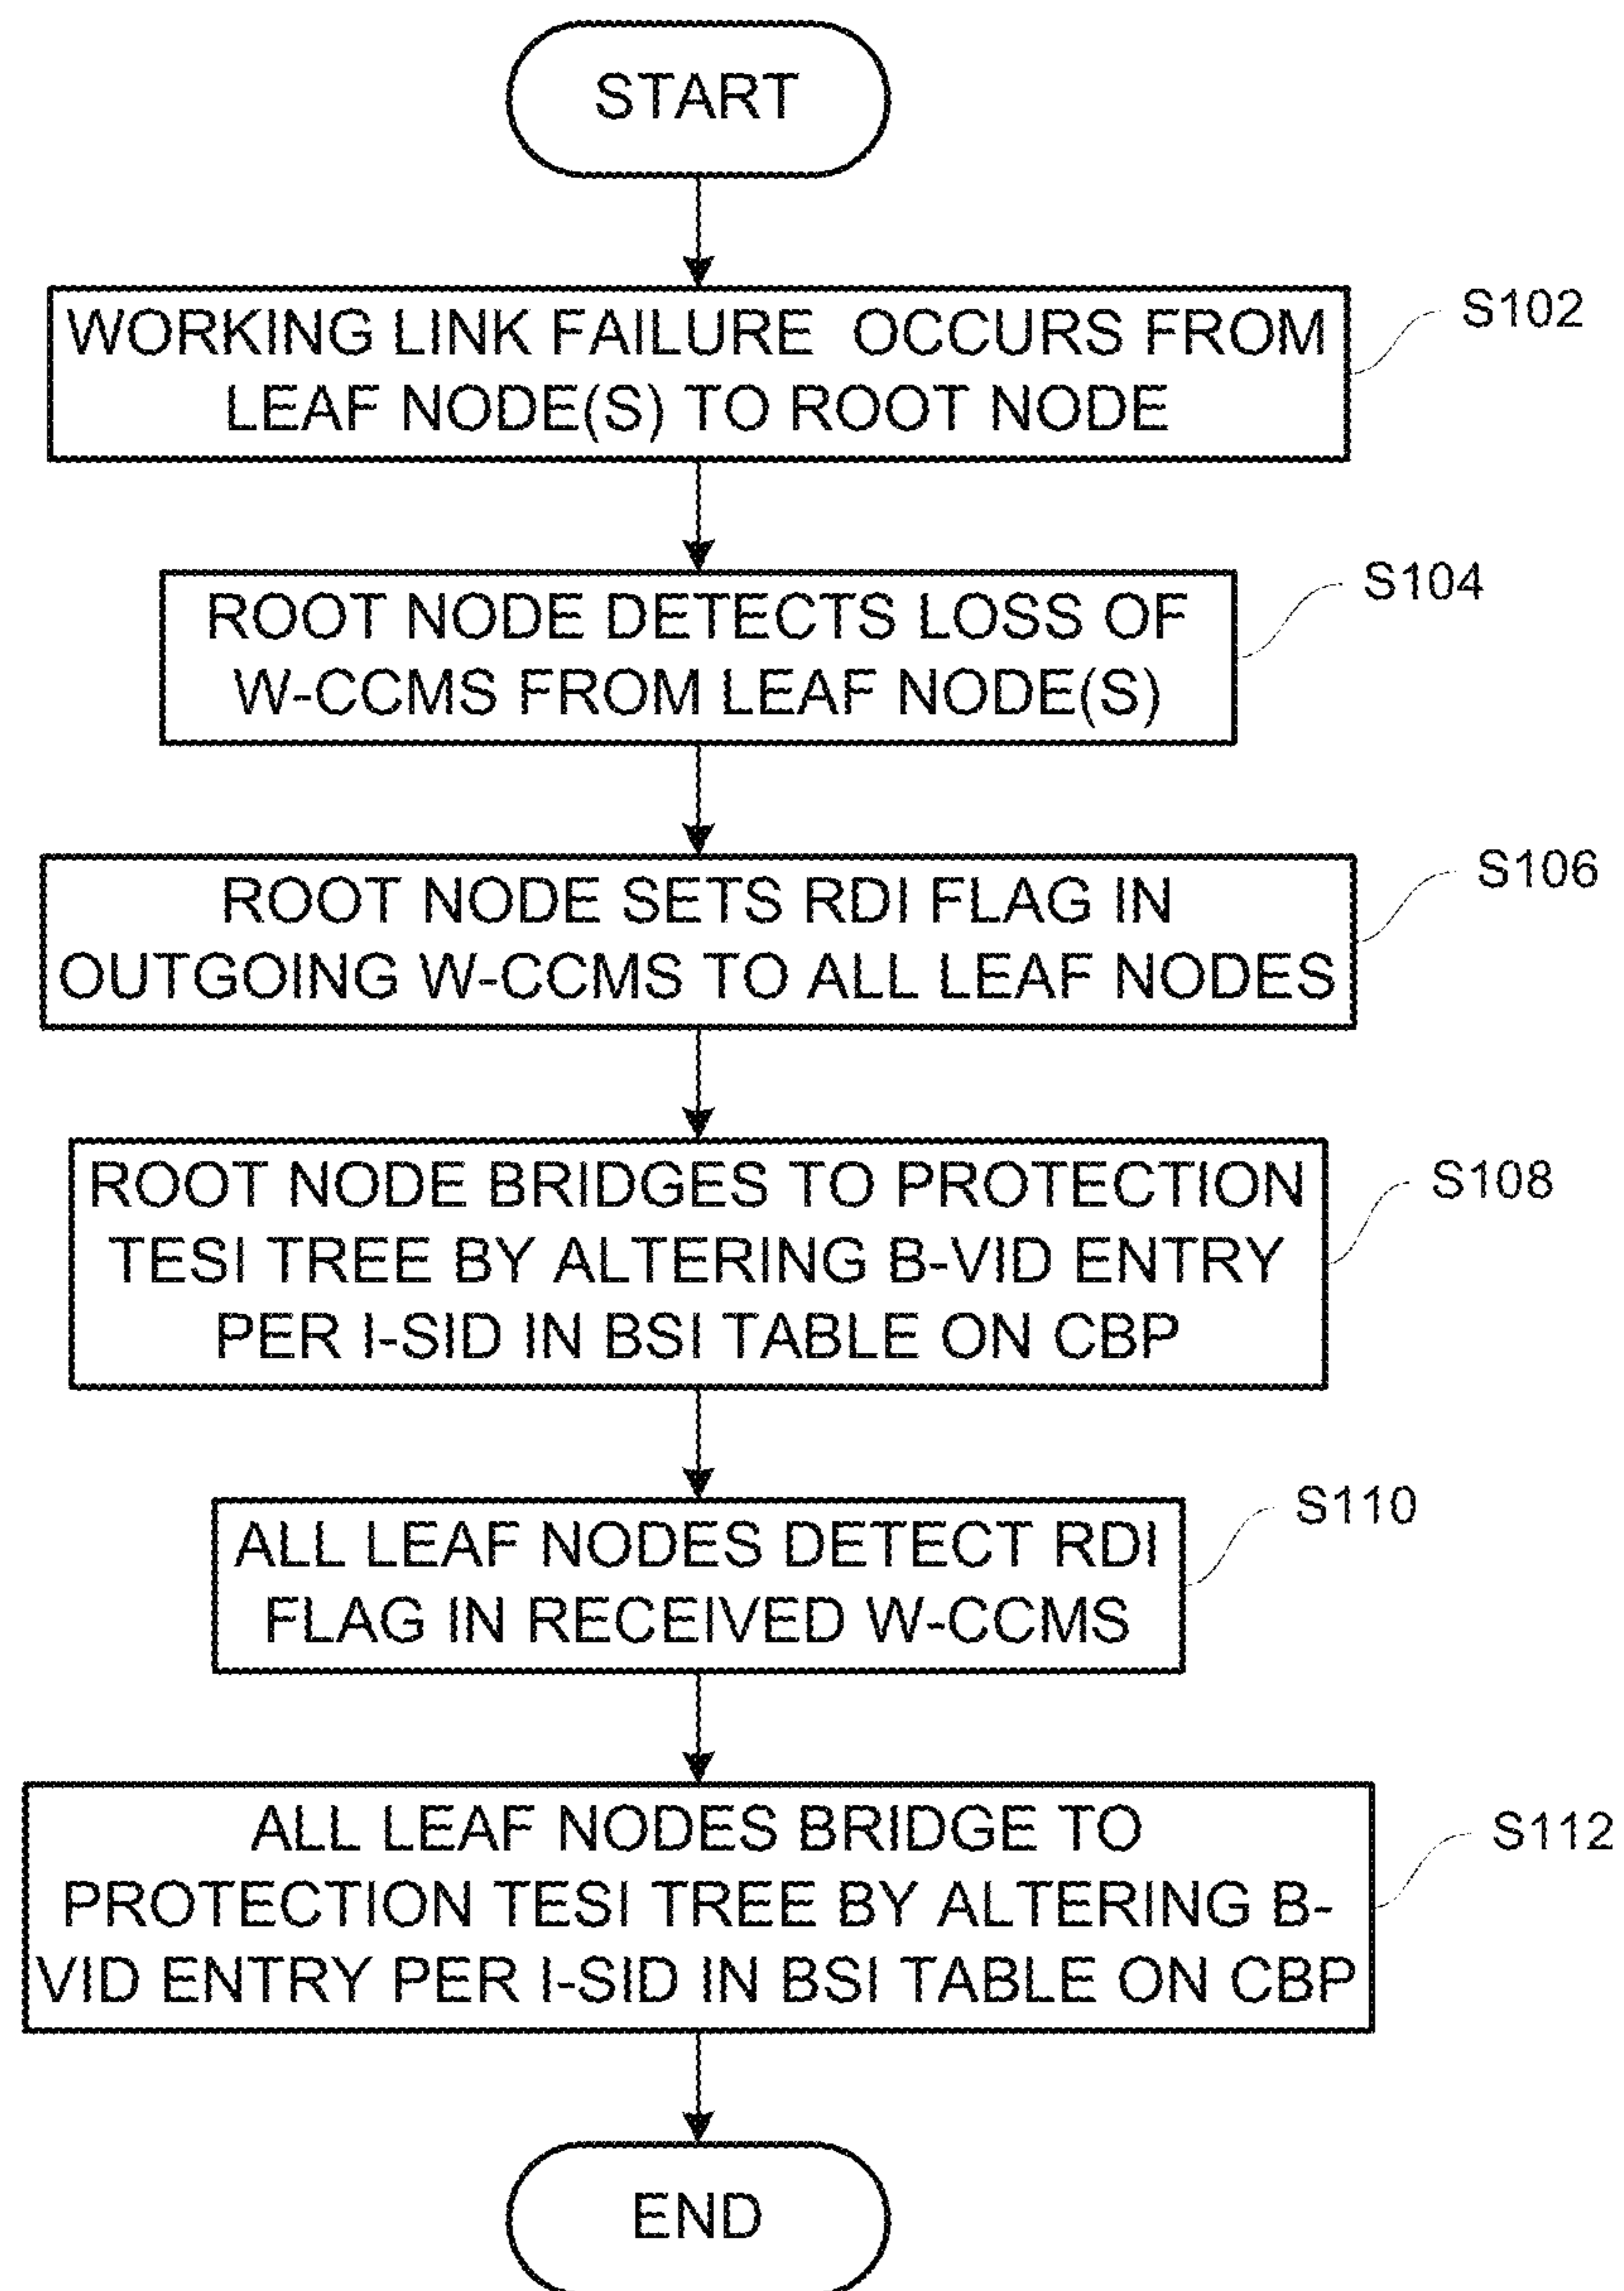 START
WORKING LINK FAILURE OCCURS FROM
LEAF NODE(S) TO ROOT NODE
S102
ROOT NODE DETECTS LOSS OF
W-CCMS FROM LEAF NODE(S)
S104
ROOT NODE SETS RDI FLAG IN
OUTGOING W-CCMS TO ALL LEAF NODES
S106
ROOT NODE BRIDGES TO PROTECTION
TESI TREE BY ALTERING B-VID ENTRY
PER I-SID IN BSI TABLE ON CBP
S108
ALL LEAF NODES DETECT RDI
FLAG IN RECEIVED W-CCMS
S110
ALL LEAF NODES BRIDGE TO
PROTECTION TESI TREE BY ALTERING B-
VID ENTRY PER I-SID IN BSI TABLE ON CBP
S112
END